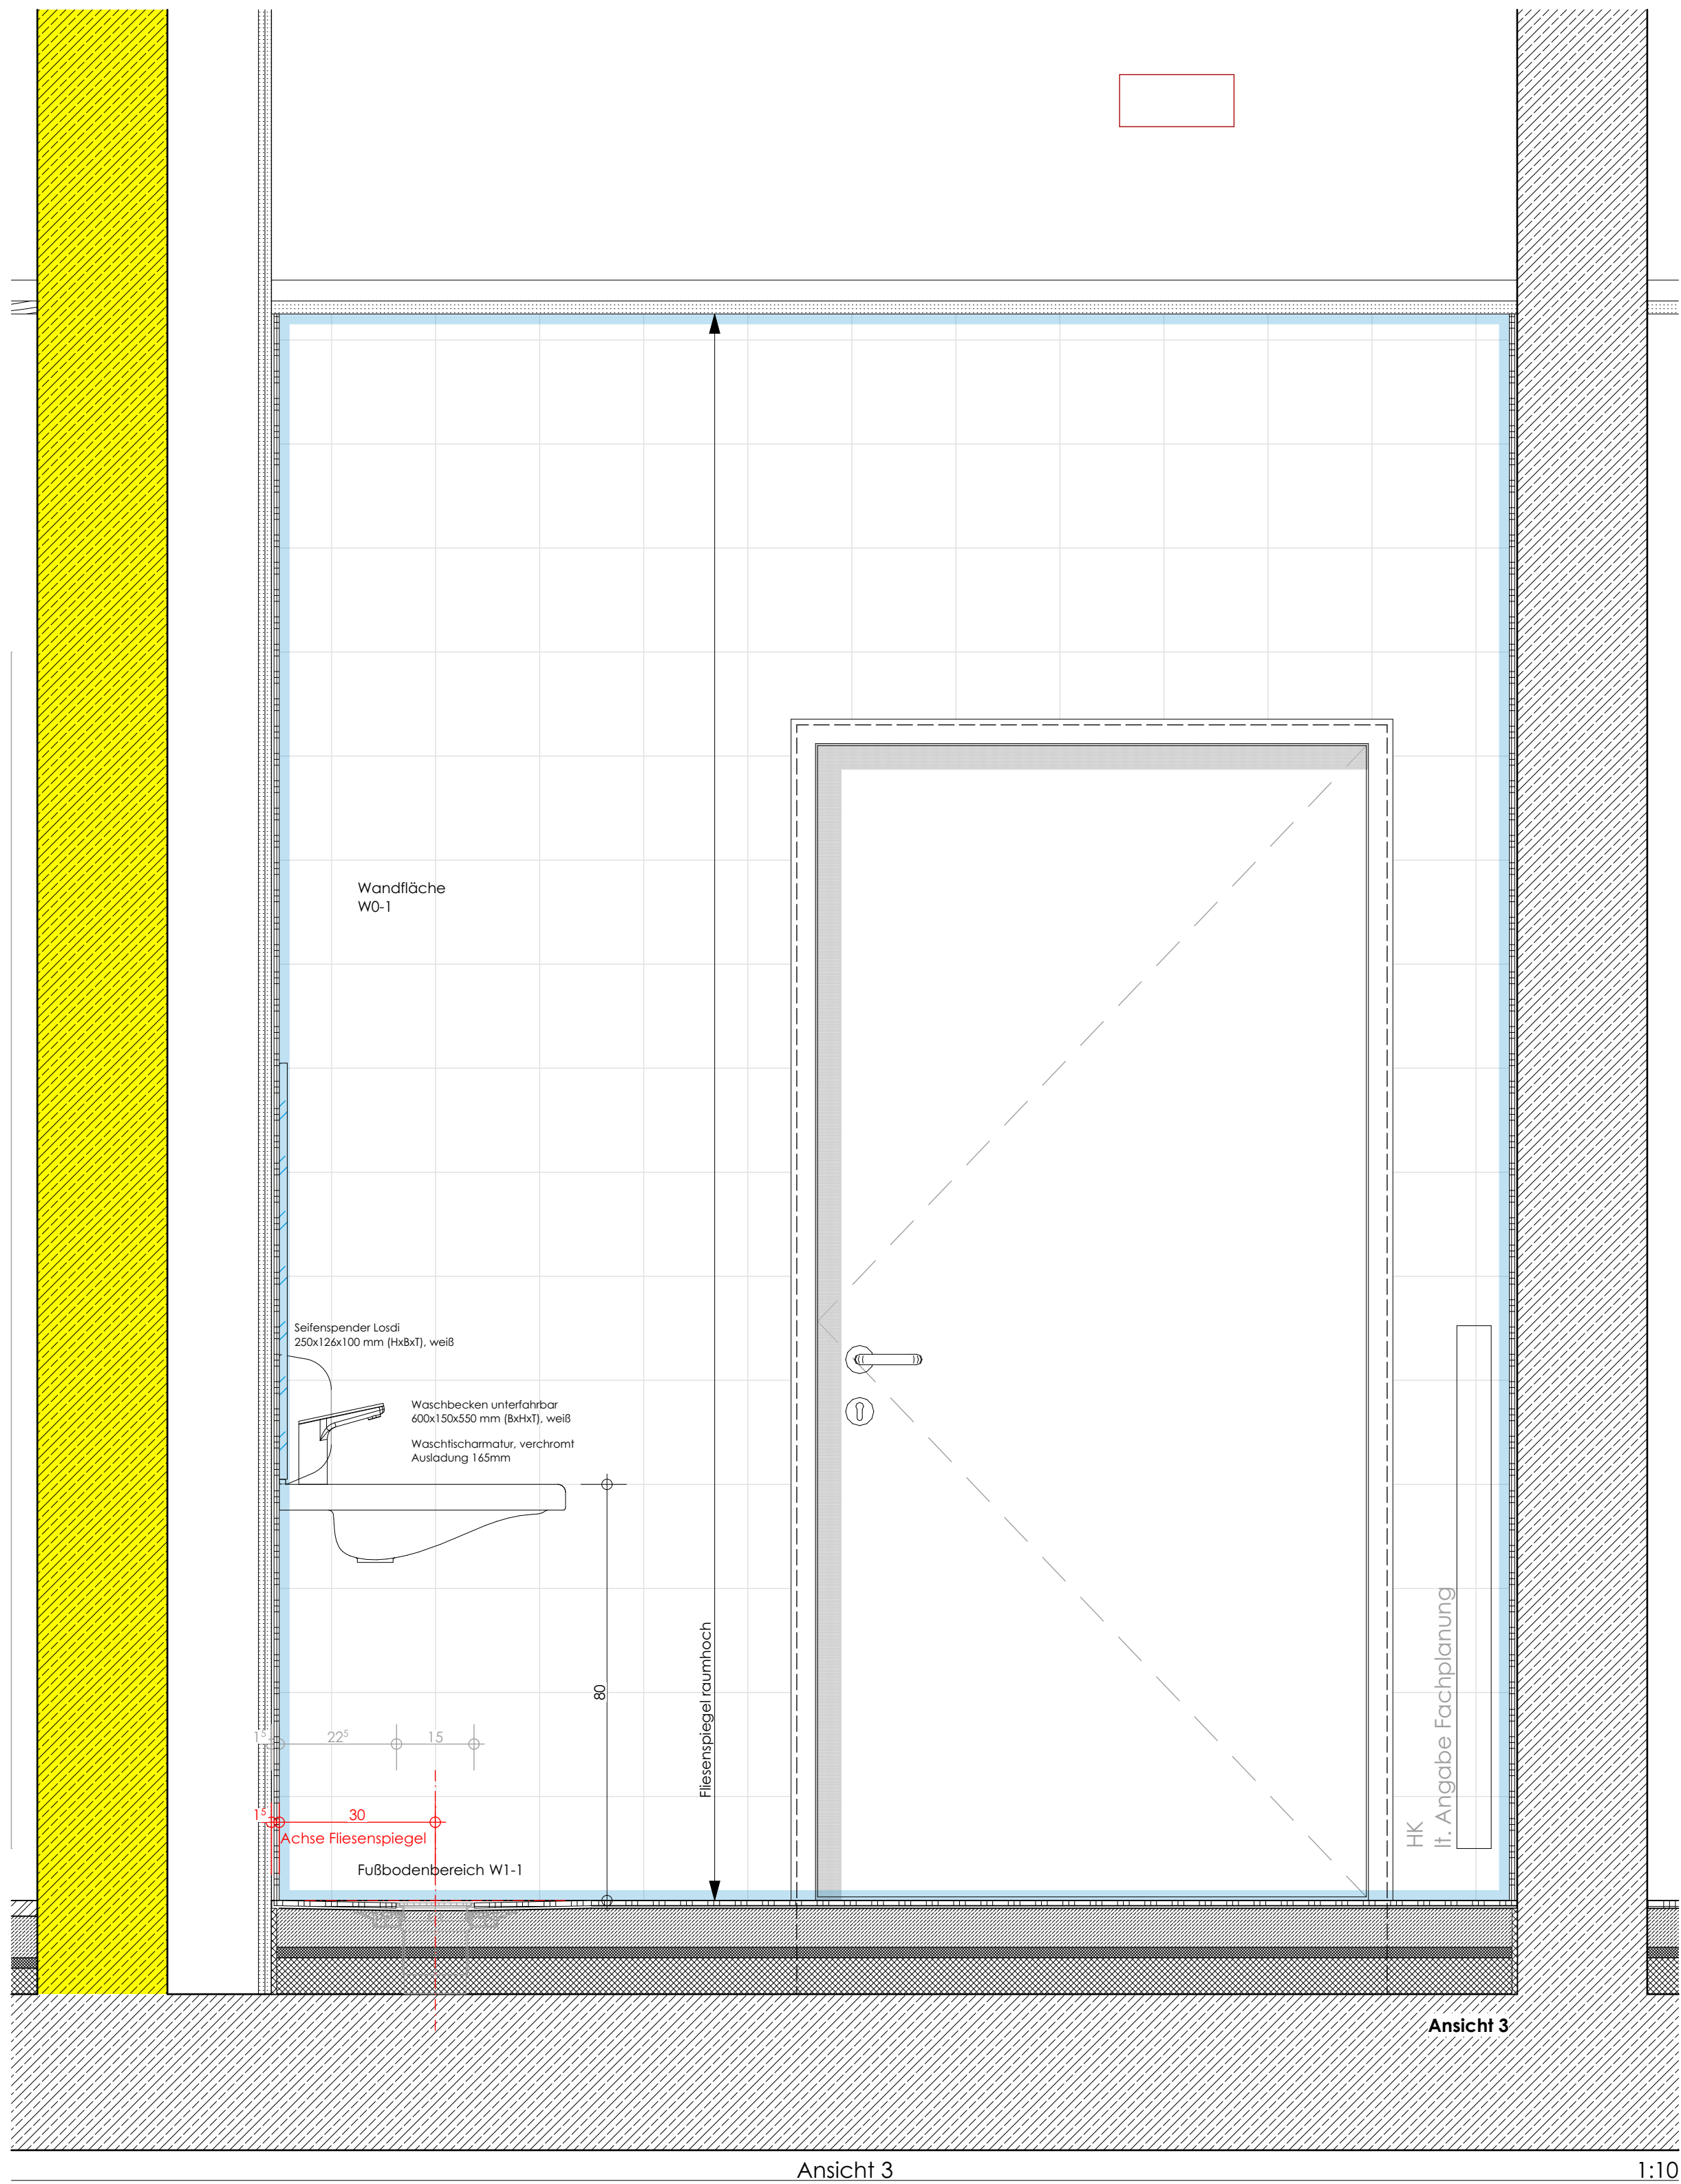 Wandfläche
W0-1
Seifenspender Losdi
250x126x100 mm (HxBxT), weiß
Waschbecken unterfahrbar
600x150x550 mm (BxHxT), weiß
Waschtischarmatur, verchromt
Ausladung 165mm
80
Fliesenspiegel raumhoch
HK
lt. Angabe Fachplanung
1⁵ 22⁵ 15
1⁵ 30
Achse Fliesenspiegel
Fußbodenbereich W1-1
Ansicht 3
Ansicht 3 1:10